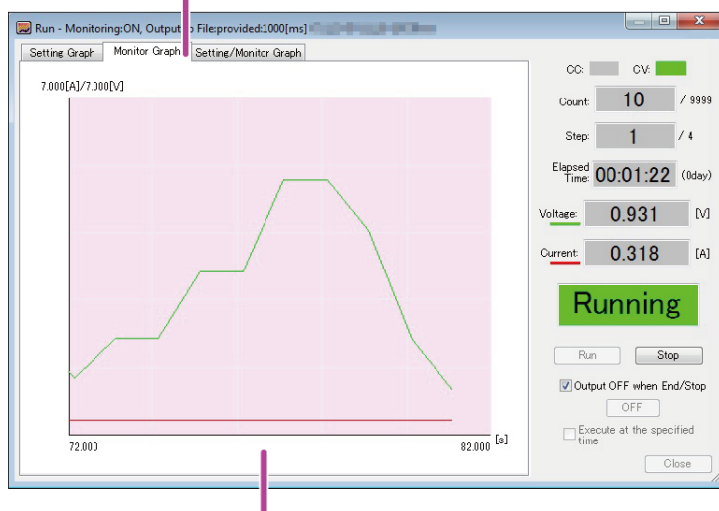 Run - Monitoring:ON, Output to File:provided:1000[ms]
Setting Graph
Monitor Graph
Setting/Monitor Graph
7.000[A]/7.000[V]
72.000
82.000
[s]
CC:
CV:
Count:
10
/ 9999
Step:
1
/ 4
Elapsed Time:
00:01:22
(0day)
Voltage:
0.931
[V]
Current:
0.318
[A]
Running
Run
Stop
Output OFF when End/Stop
OFF
Execute at the specified
time
Close